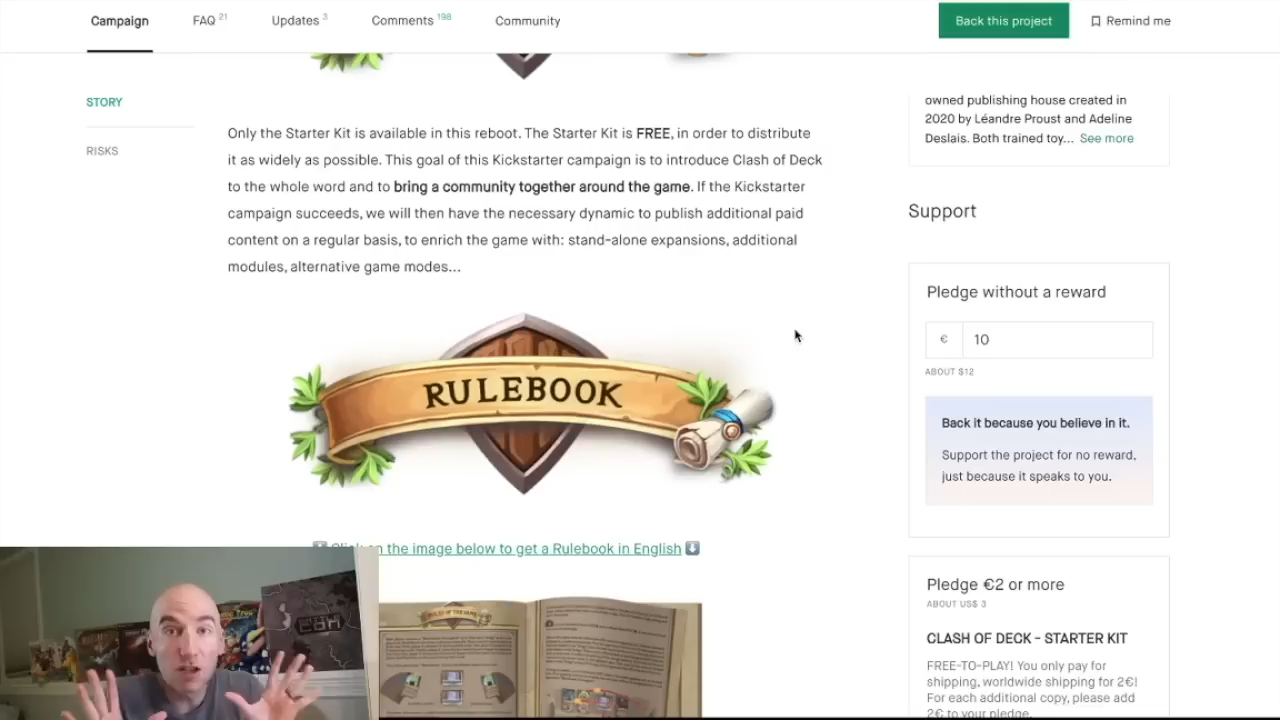 Campaign FAQ 21 Updates 3 Comments 198 Community Back this project Remind me
STORY
RISKS
Only the Starter Kit is available in this reboot. The Starter Kit is FREE, in order to distribute
it as widely as possible. This goal of this Kickstarter campaign is to introduce Clash of Deck
to the whole word and to bring a community together around the game. If the Kickstarter
campaign succeeds, we will then have the necessary dynamic to publish additional paid
content on a regular basis, to enrich the game with: stand-alone expansions, additional
modules, alternative game modes...
RULEBOOK
Click on the image below to get a Rulebook in English
owned publishing house created in
2020 by Léandre Proust and Adeline
Deslais. Both trained toy... See more
Support
Pledge without a reward
€ 10
ABOUT $12
Back it because you believe in it.
Support the project for no reward,
just because it speaks to you.
Pledge €2 or more
ABOUT US$ 3
CLASH OF DECK - STARTER KIT
FREE-TO-PLAY! You only pay for
shipping, worldwide shipping for 2€!
For each additional copy, please add
2€ to your pledge.